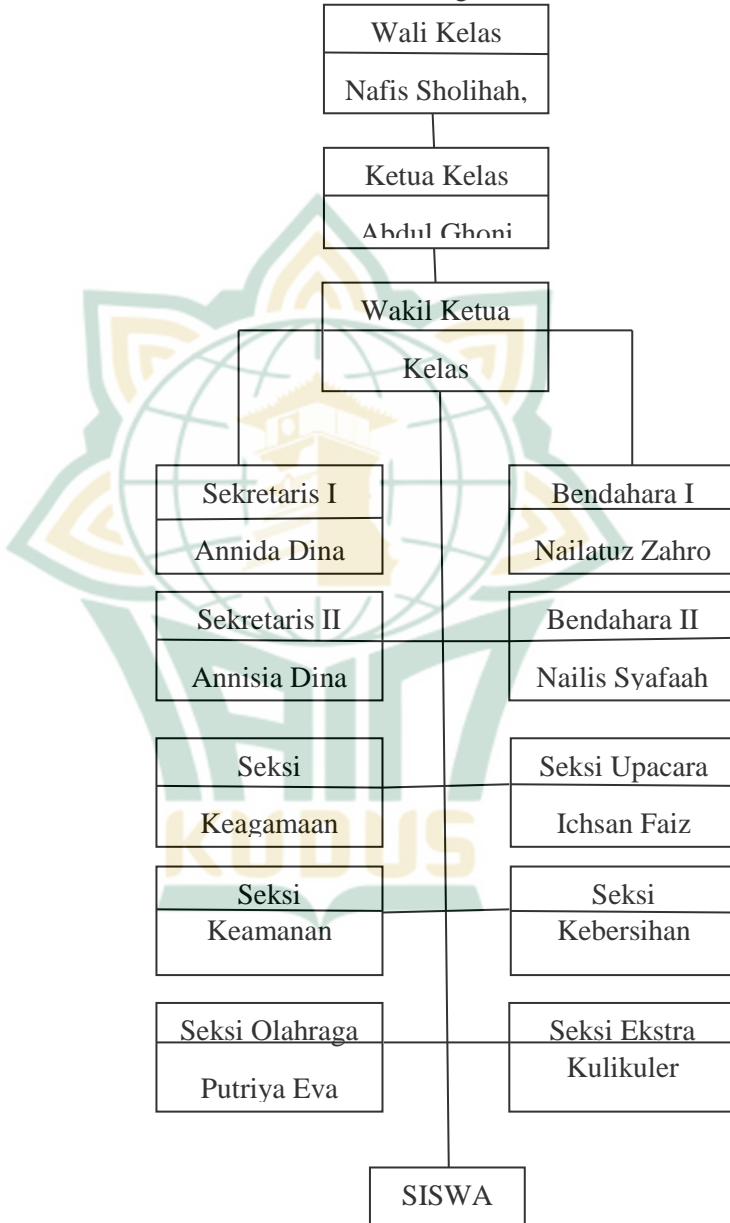 Wali Kelas
Nafis Sholihah,
Ketua Kelas
Abdul Ghoni
Wakil Ketua
Kelas
Sekretaris I
Annida Dina
Bendahara I
Nailatuz Zahro
Sekretaris II
Annisia Dina
Bendahara II
Nailis Syafaah
Seksi
Keagamaan
Seksi Upacara
Ichsan Faiz
Seksi
Keamanan
Seksi
Kebersihan
Seksi Olahraga
Putriya Eva
Seksi Ekstra
Kulikuler
SISWA
KUDUS